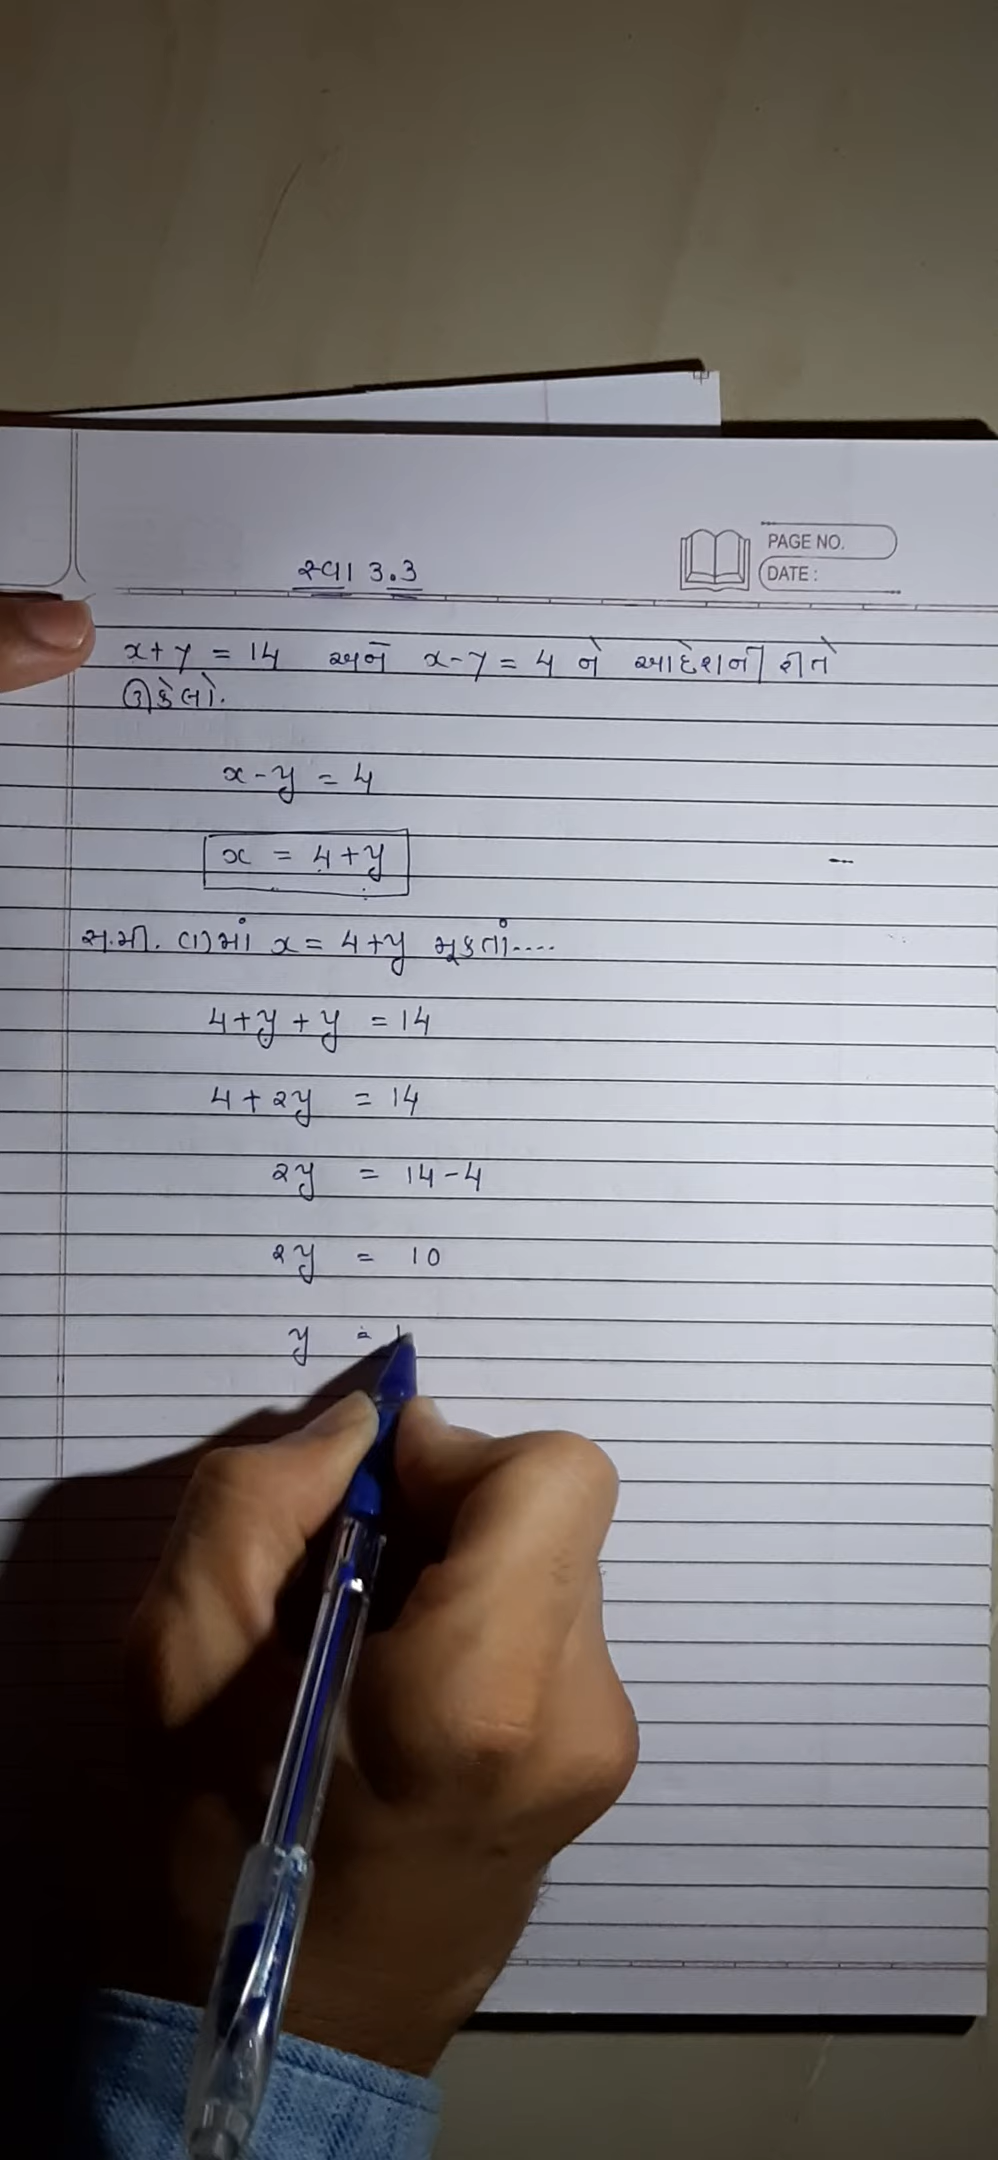 PAGE NO.
DATE :
સ્વા 3.3
x + y = 14 અને x - y = 4 ને આદેશની રીતે
ઉકેલો.
x - y = 4
x = 4 + y
સ.મી. (1) માં x = 4 + y મૂકતાં....
4 + y + y = 14
4 + 2y = 14
2y = 14 - 4
2y = 10
y =